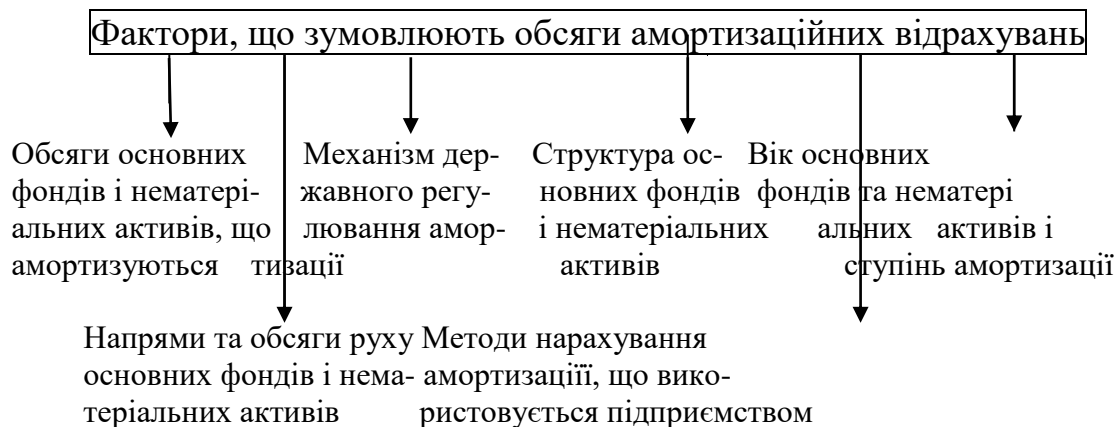 Фактори, що зумовлюють обсяги амортизаційних відрахувань
Обсяги основних Механізм дер- Структура ос- Вік основних
фондів і нематері- жавного регу- новних фондів фондів та нематері
альних активів, що лювання амор- і нематеріальних альних активів і
амортизуються тизації активів ступінь амортизації
Напрями та обсяги руху Методи нарахування
основних фондів і нема- амортизаціїї, що вико-
теріальних активів ристовується підприємством